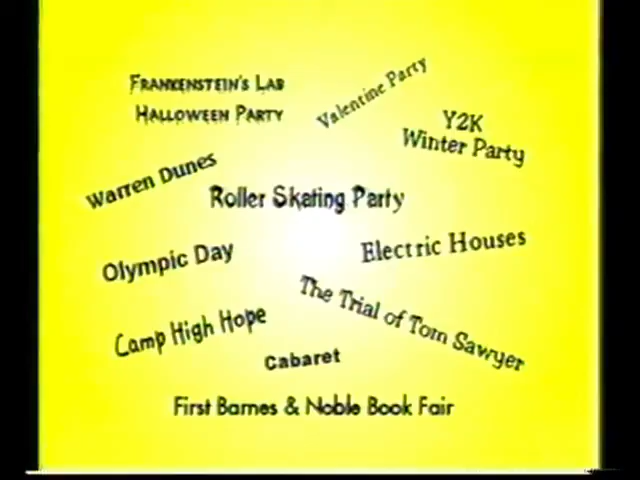 Frankenstein's Lab
Halloween Party
Valentine Party
Y2K
Winter Party
Warren Dunes
Roller Skating Party
Olympic Day
Electric Houses
The Trial of Tom Sawyer
Camp High Hope
Cabaret
First Barnes & Noble Book Fair